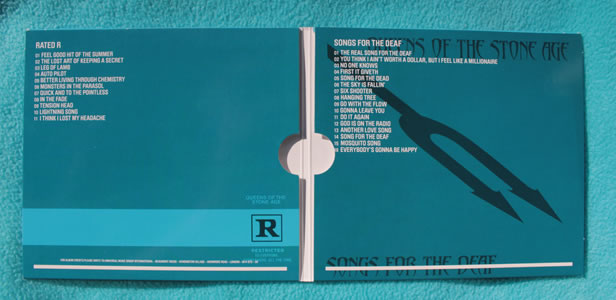 RATED R
01 FEEL GOOD HIT OF THE SUMMER
02 THE LOST ART OF KEEPING A SECRET
03 LEG OF LAMB
04 AUTO PILOT
05 BETTER LIVING THROUGH CHEMISTRY
06 MONSTERS IN THE PARASOL
07 QUICK AND TO THE POINTLESS
08 IN THE FADE
09 TENSION HEAD
10 LIGHTNING SONG
11 I THINK I LOST MY HEADACHE
QUEENS OF THE
STONE AGE
R
RESTRICTED
SONGS FOR THE DEAF
QUEENS OF THE STONE AGE
01 THE REAL SONG FOR THE DEAF
02 YOU THINK I AIN'T WORTH A DOLLAR, BUT I FEEL LIKE A MILLIONAIRE
03 NO ONE KNOWS
04 FIRST IT GIVETH
05 SONG FOR THE DEAD
06 THE SKY IS FALLIN'
07 SIX SHOOTER
08 HANGING TREE
09 GO WITH THE FLOW
10 GONNA LEAVE YOU
11 DO IT AGAIN
12 GOD IS ON THE RADIO
13 ANOTHER LOVE SONG
14 SONG FOR THE DEAF
15 MOSQUITO SONG
16 EVERYBODY'S GONNA BE HAPPY
SONGS FOR THE DEAF